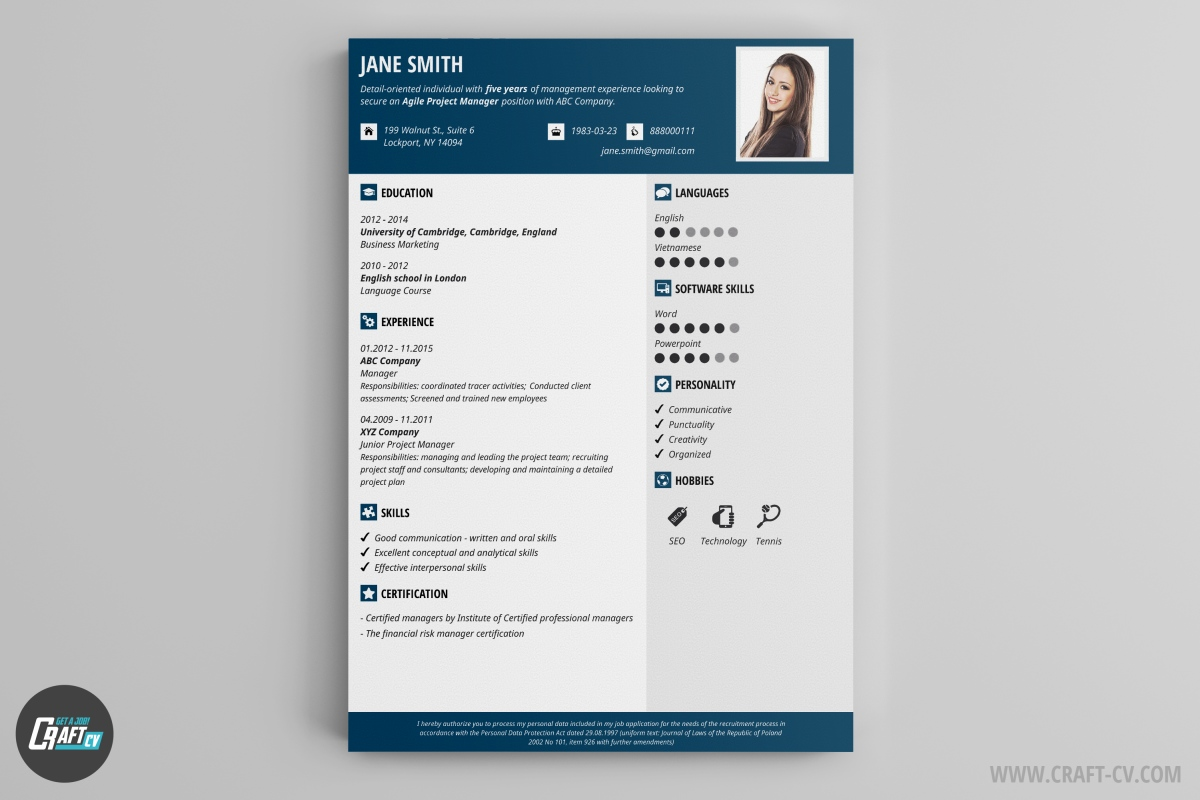 JANE SMITH
Detail-oriented individual with five years of management experience looking to
secure an Agile Project Manager position with ABC Company.
199 Walnut St., Suite 6
Lockport, NY 14094
1983-03-23
888000111
jane.smith@gmail.com
EDUCATION
2012 - 2014
University of Cambridge, Cambridge, England
Business Marketing
2010 - 2012
English school in London
Language Course
EXPERIENCE
01.2012 - 11.2015
ABC Company
Manager
Responsibilities: coordinated tracer activities; Conducted client
assessments; Screened and trained new employees
04.2009 - 11.2011
XYZ Company
Junior Project Manager
Responsibilities: managing and leading the project team; recruiting
project staff and consultants; developing and maintaining a detailed
project plan
SKILLS
Good communication - written and oral skills
Excellent conceptual and analytical skills
Effective interpersonal skills
CERTIFICATION
- Certified managers by Institute of Certified professional managers
- The financial risk manager certification
LANGUAGES
English
Vietnamese
SOFTWARE SKILLS
Word
Powerpoint
PERSONALITY
Communicative
Punctuality
Creativity
Organized
HOBBIES
SEO
SEO
Technology
Tennis
I hereby authorize you to process my personal data included in my job application for the needs of the recruitment process in
accordance with the Personal Data Protection Act dated 29.08.1997 (uniform text: Journal of Laws of the Republic of Poland
2002 No 101, item 926 with further amendments)
GET A JOB!
CRAFT CV
WWW.CRAFT-CV.COM